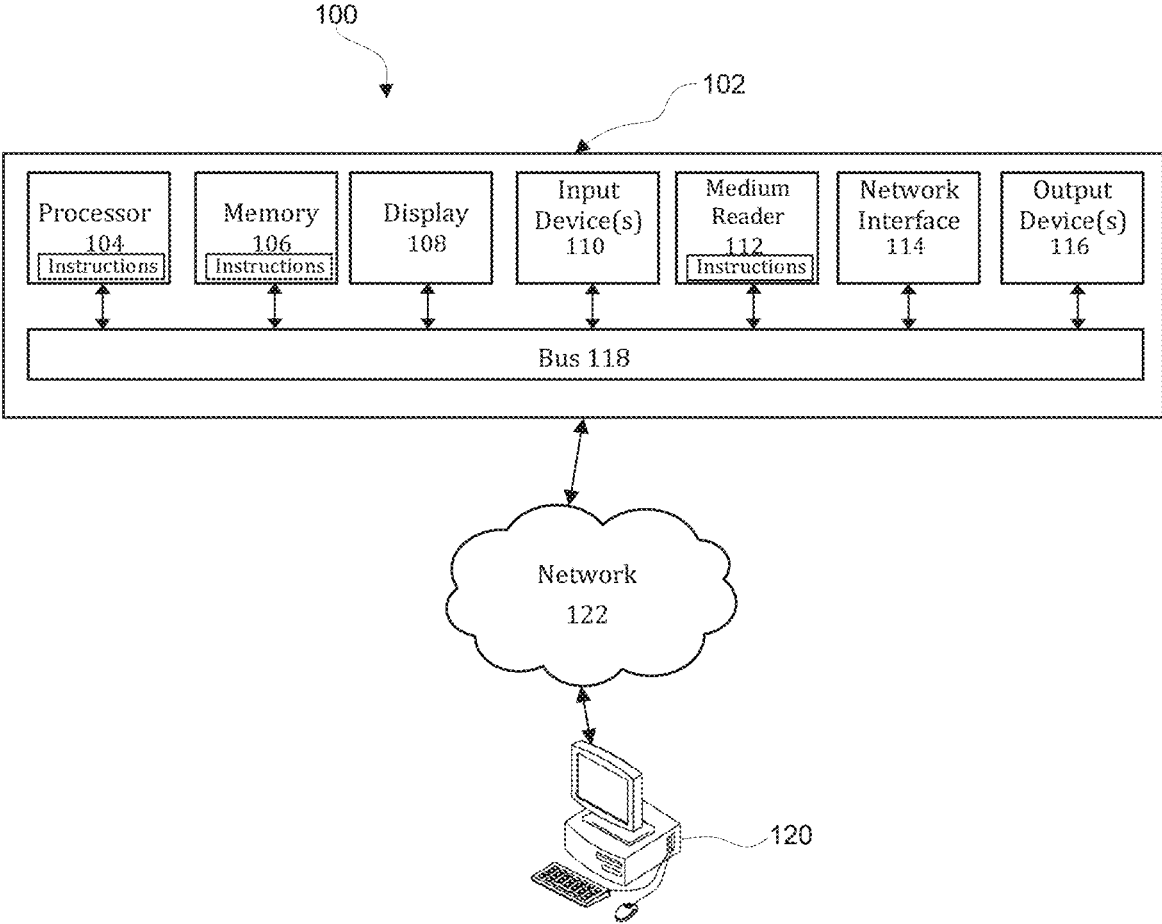 100
102
Processor
104
Instructions
Memory
106
Instructions
Display
108
Input
Device(s)
110
Medium
Reader
112
Instructions
Network
Interface
114
Output
Device(s)
116
Bus 118
Network
122
120